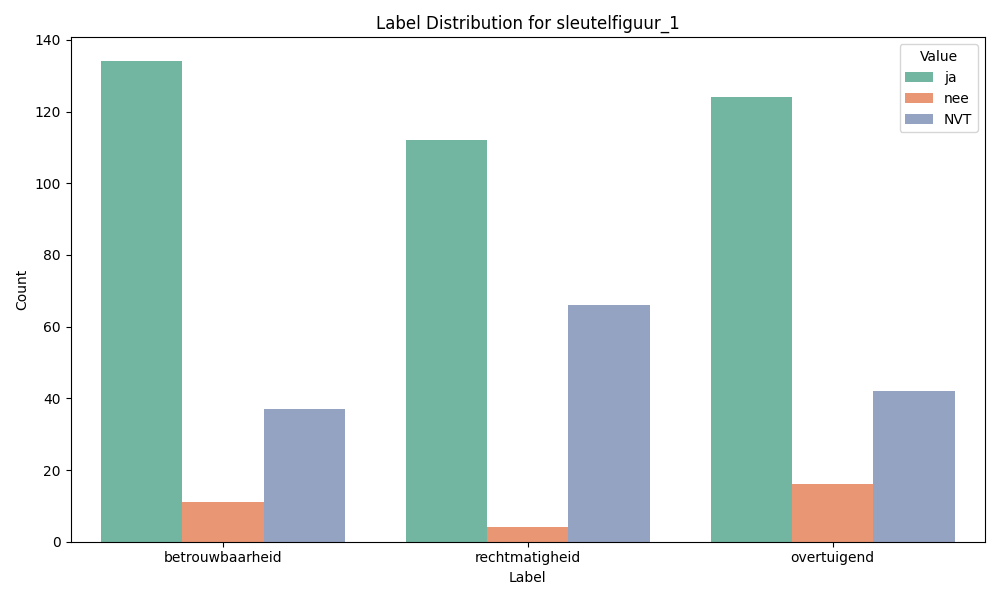 Label Distribution for sleutelfiguur_1
140
120
100
80
60
40
20
0
Count
Value
ja
nee
NVT
betrouwbaarheid
rechtmatigheid
overtuigend
Label